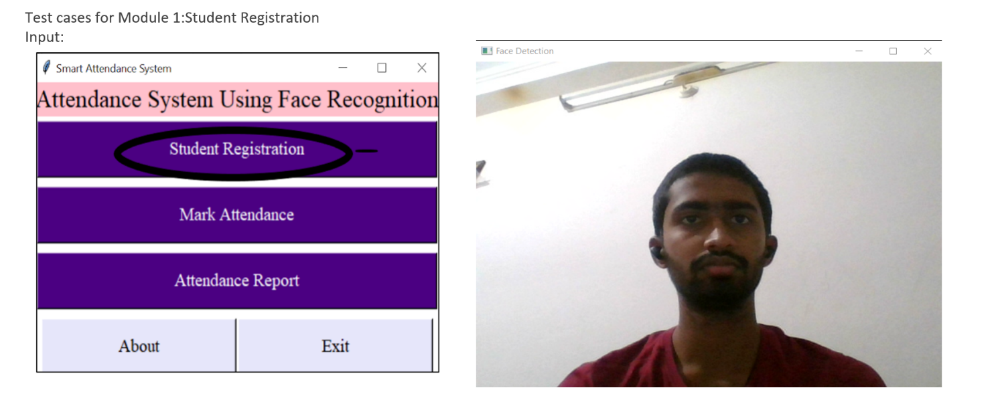 Test cases for Module 1:Student Registration
Input:
Smart Attendance System
Attendance System Using Face Recognition
Student Registration
Mark Attendance
Attendance Report
About
Exit
Face Detection